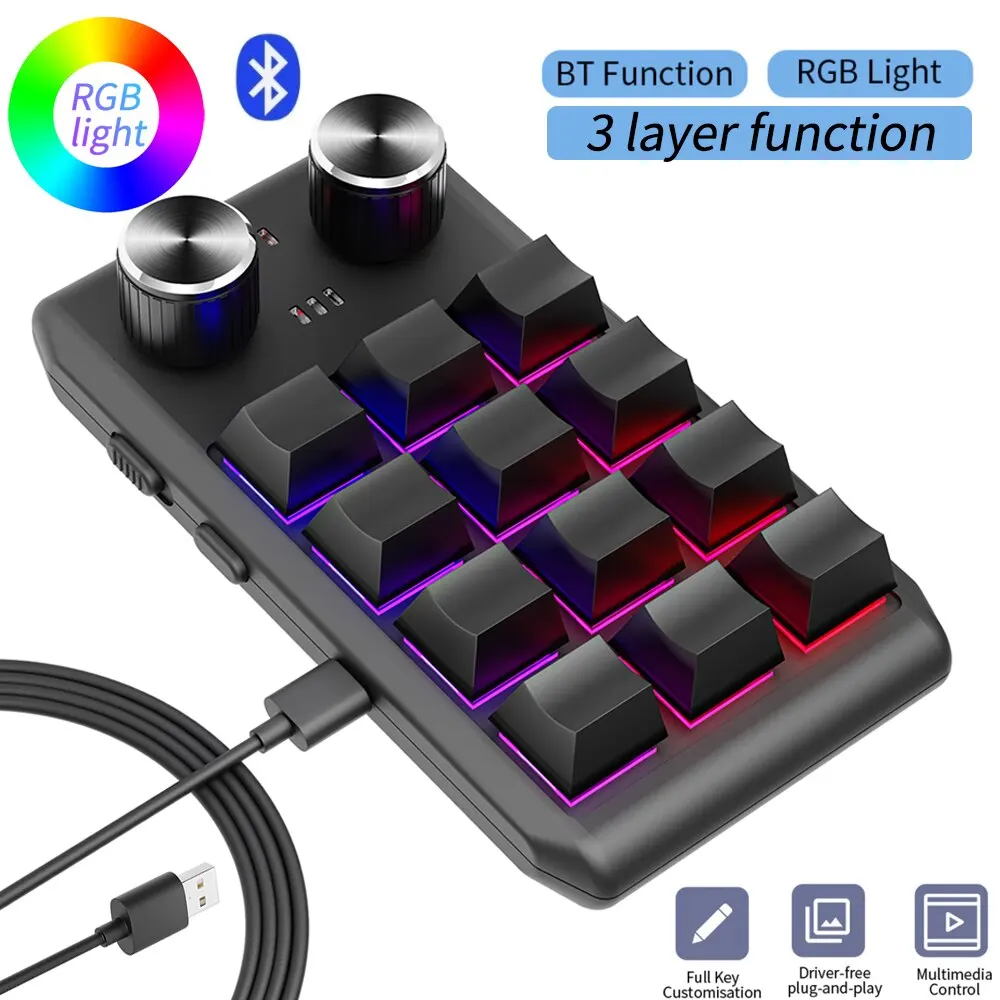 RGB
light
BT Function
RGB Light
3 layer function
Full Key
Customisation
Driver-free
plug-and-play
Multimedia
Control